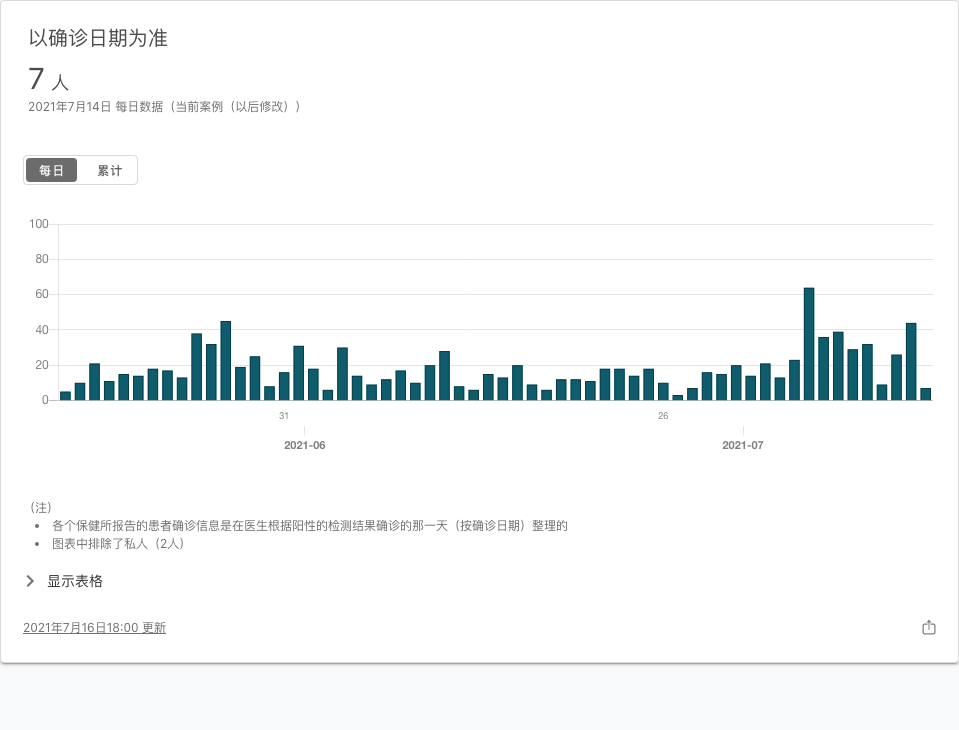 以确诊日期为准
7 人
2021年7月14日 每日数据（当前案例（以后修改））
每日 累计
100
80
60
40
20
0
31 26
2021-06 2021-07
（注）
• 各个保健所报告的患者确诊信息是在医生根据阳性的检测结果确诊的那一天（按确诊日期）整理的
• 图表中排除了私人（2人）
显示表格
2021年7月16日18:00 更新